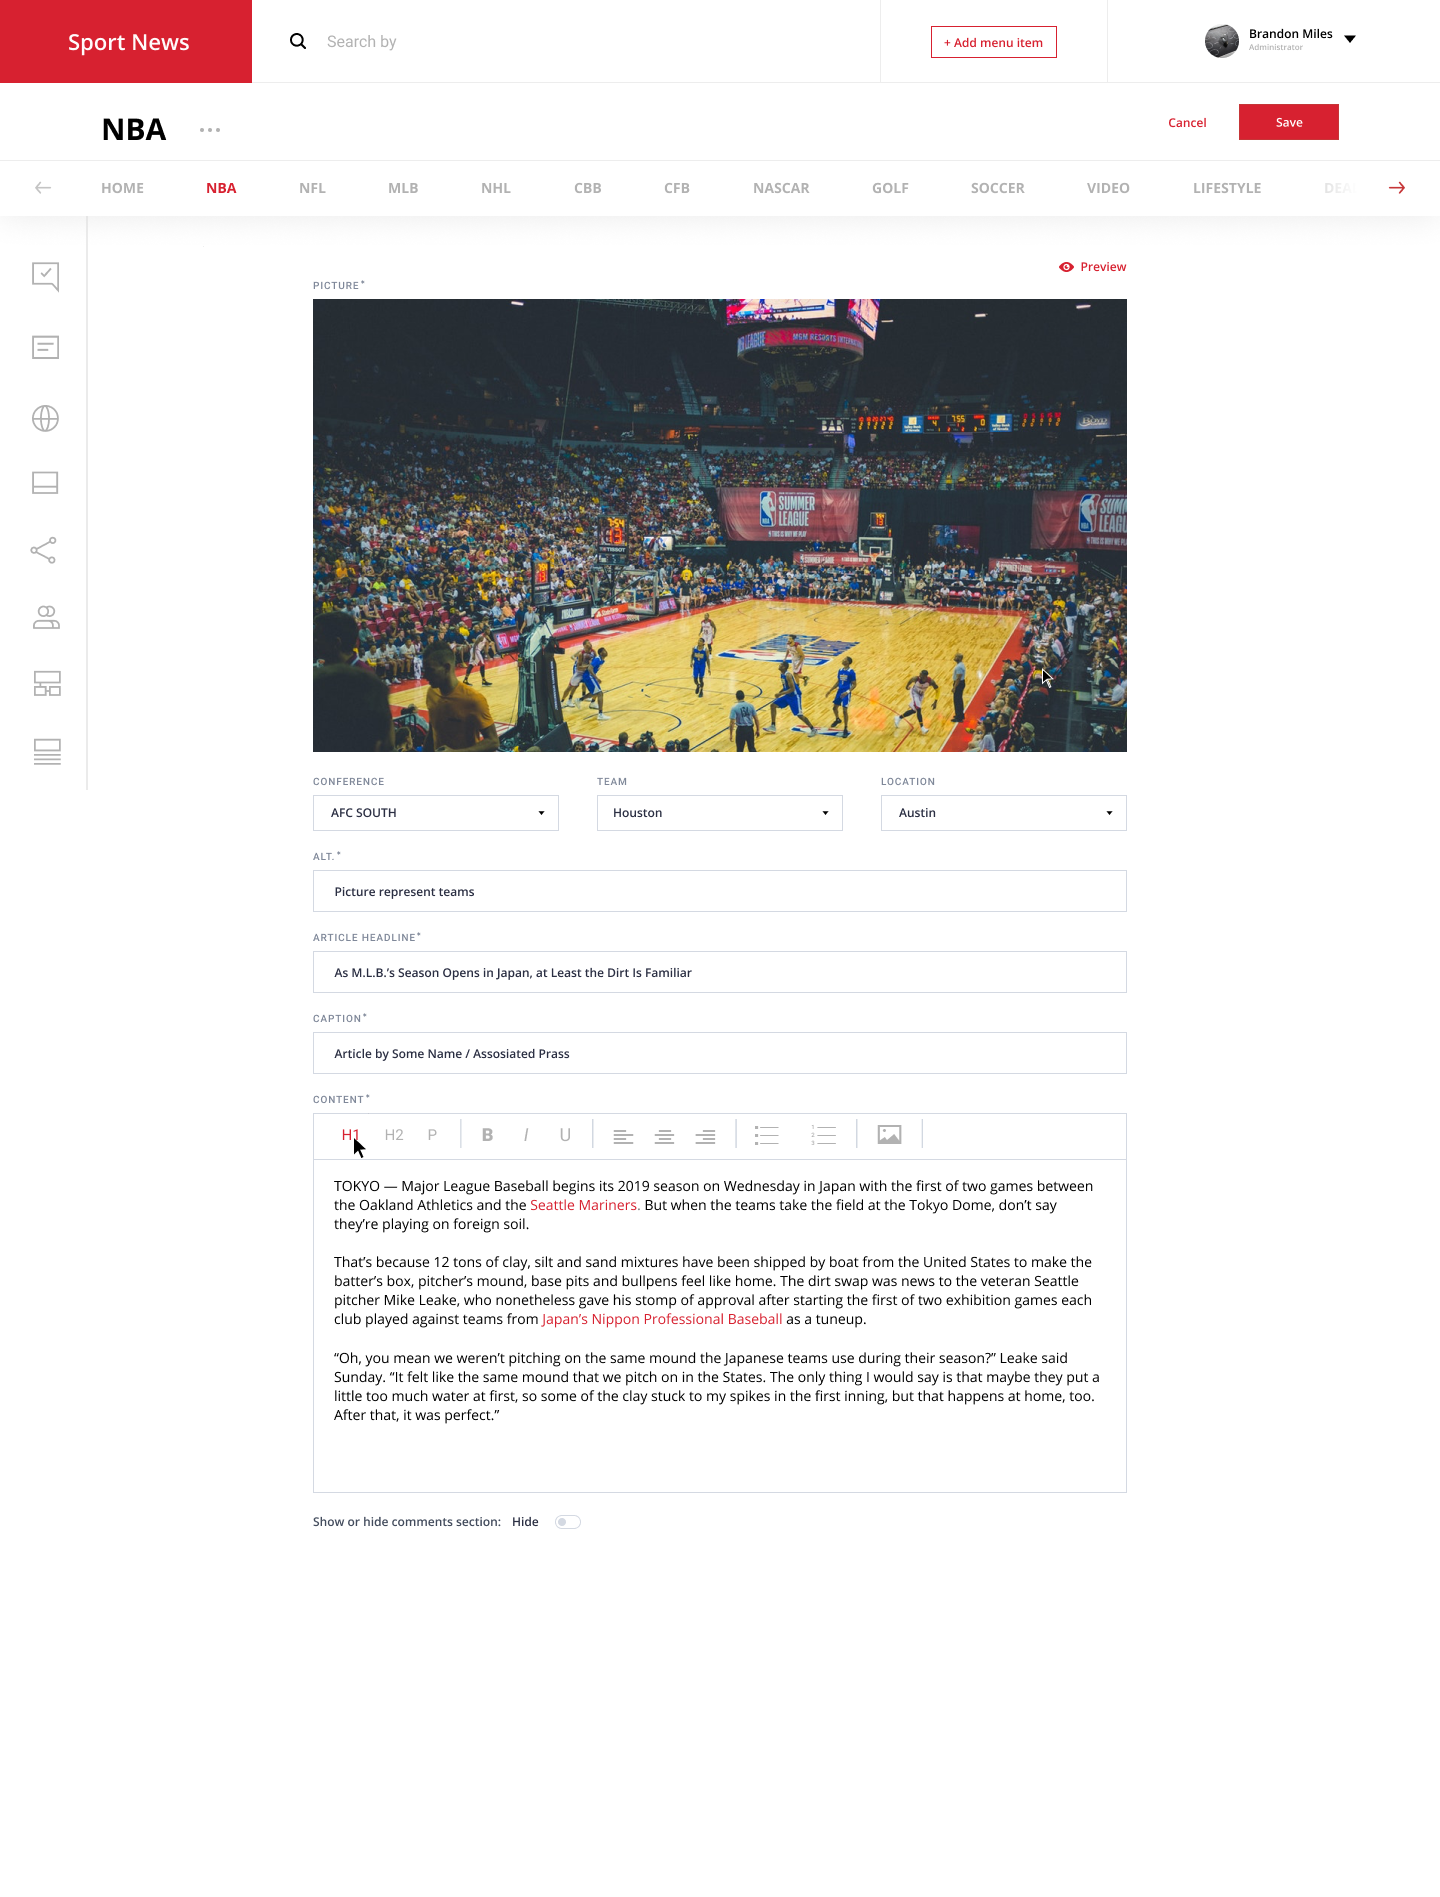 Sport News
Search by
+ Add menu item
Brandon Miles
Administrator
NBA
Cancel
Save
HOME NBA NFL MLB NHL CBB CFB NASCAR GOLF SOCCER VIDEO LIFESTYLE
Preview
PICTURE*
MGM RESORTS INTERNATIONAL
BAR
755
SUMMER
LEAGUE
THIS IS WHY WE PLAY
SUMMER
LEAGUE
CONFERENCE TEAM LOCATION
AFC SOUTH Houston Austin
ALT.*
Picture represent teams
ARTICLE HEADLINE*
As M.L.B.’s Season Opens in Japan, at Least the Dirt Is Familiar
CAPTION*
Article by Some Name / Assosiated Prass
CONTENT*
H1 H2 P B I U
TOKYO — Major League Baseball begins its 2019 season on Wednesday in Japan with the first of two games between
the Oakland Athletics and the Seattle Mariners. But when the teams take the field at the Tokyo Dome, don’t say
they’re playing on foreign soil.
That’s because 12 tons of clay, silt and sand mixtures have been shipped by boat from the United States to make the
batter’s box, pitcher’s mound, base pits and bullpens feel like home. The dirt swap was news to the veteran Seattle
pitcher Mike Leake, who nonetheless gave his stomp of approval after starting the first of two exhibition games each
club played against teams from Japan’s Nippon Professional Baseball as a tuneup.
“Oh, you mean we weren’t pitching on the same mound the Japanese teams use during their season?” Leake said
Sunday. “It felt like the same mound that we pitch on in the States. The only thing I would say is that maybe they put a
little too much water at first, so some of the clay stuck to my spikes in the first inning, but that happens at home, too.
After that, it was perfect.”
Show or hide comments section: Hide